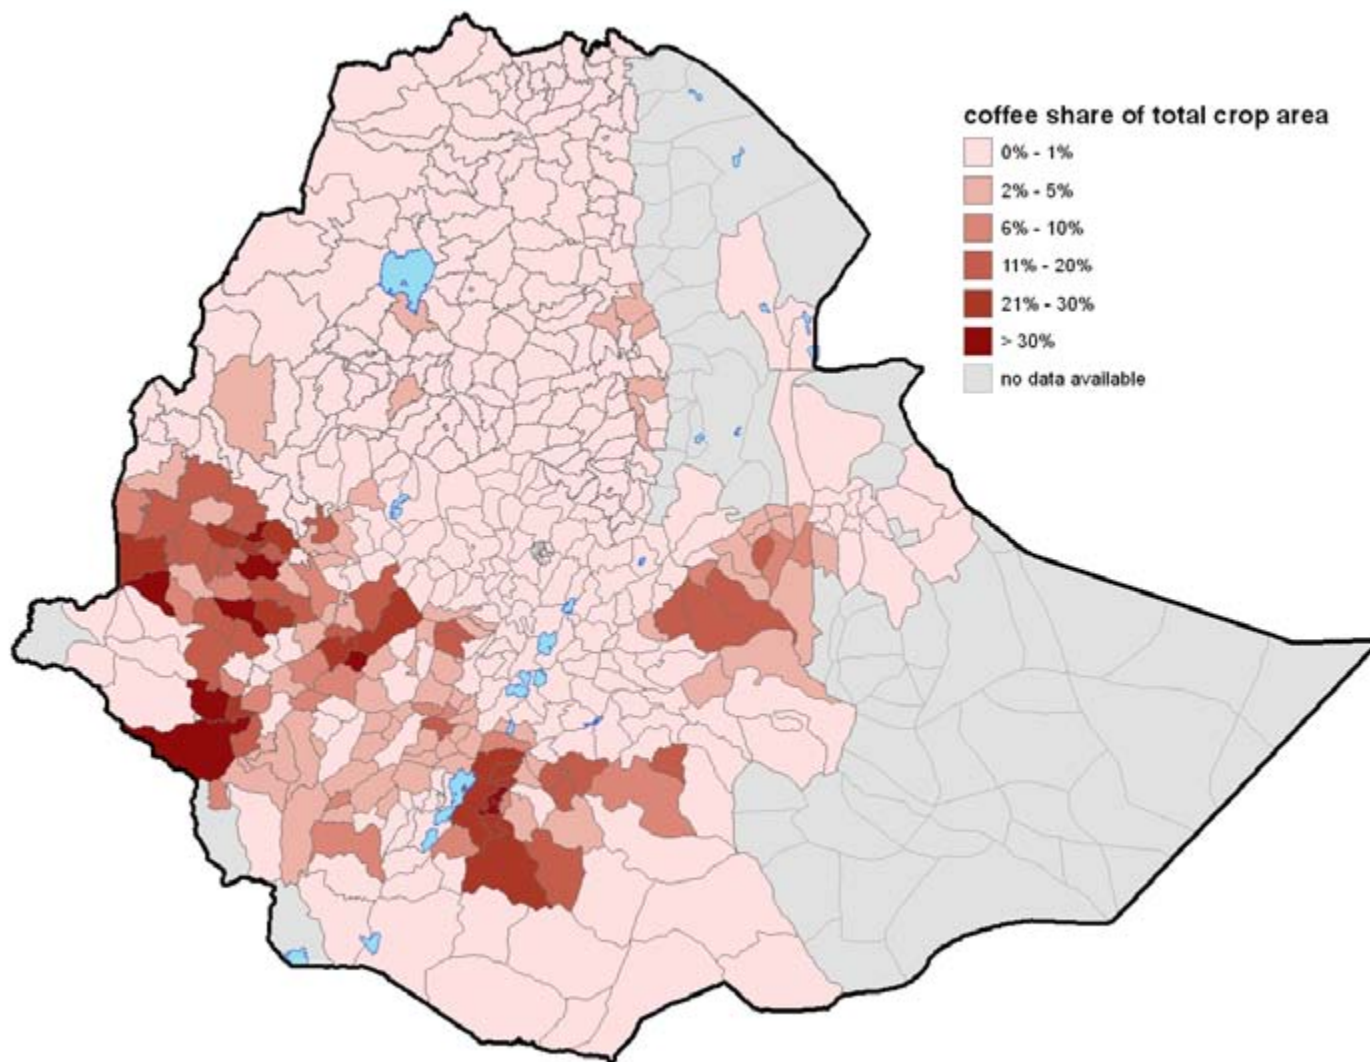 coffee share of total crop area
0% - 1%
2% - 5%
6% - 10%
11% - 20%
21% - 30%
> 30%
no data available